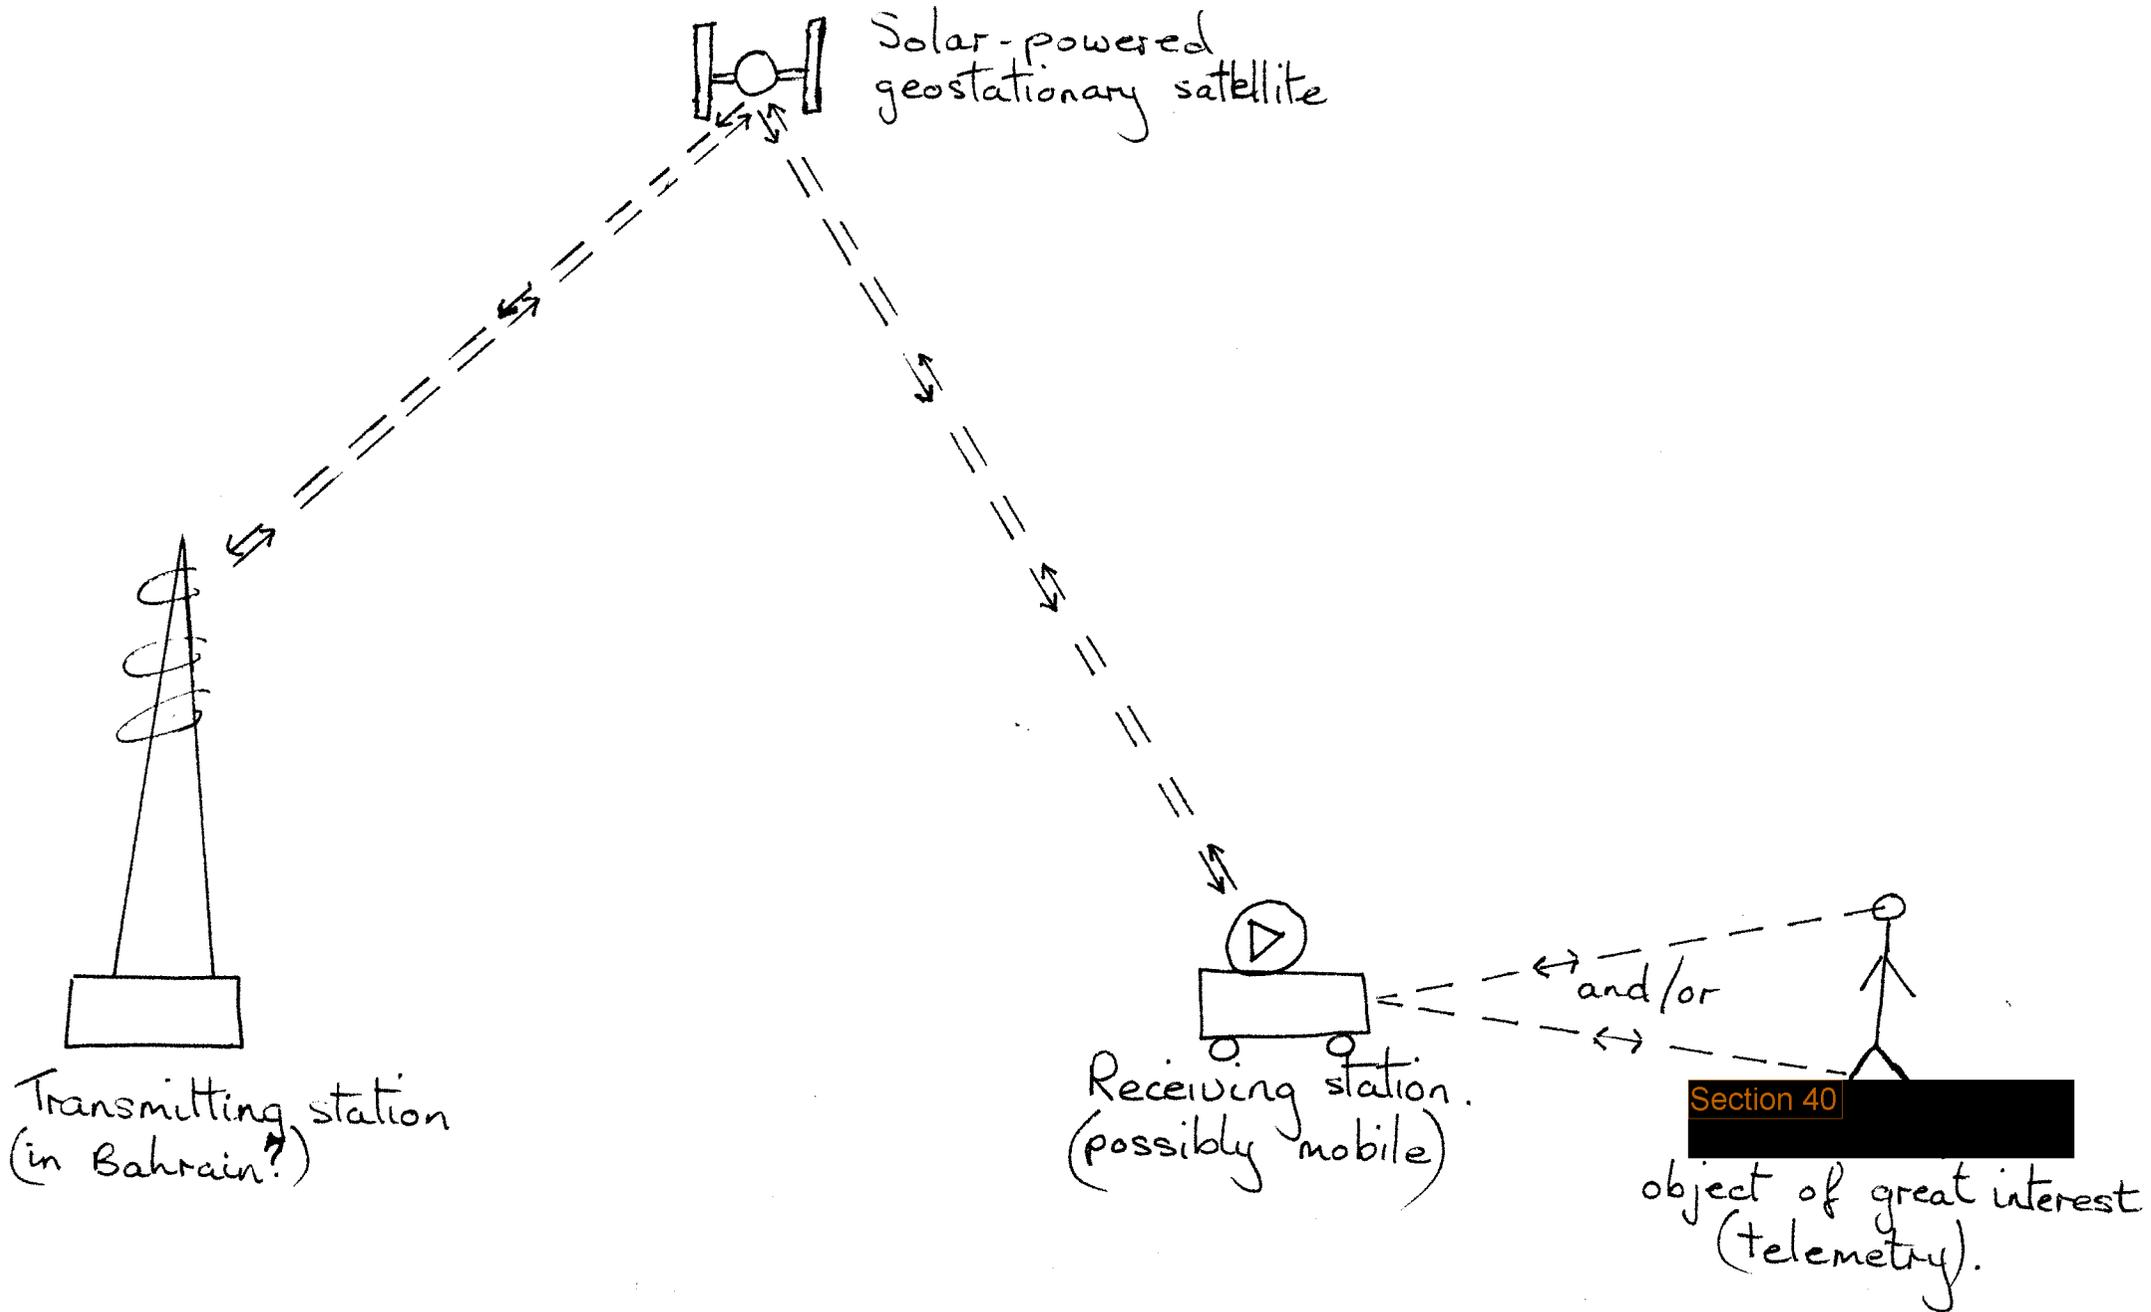 Solar-powered
geostationary satellite
and/or
Transmitting station
(in Bahrain?)
Receiving station.
(possibly mobile)
Section 40
object of great interest
(telemetry).